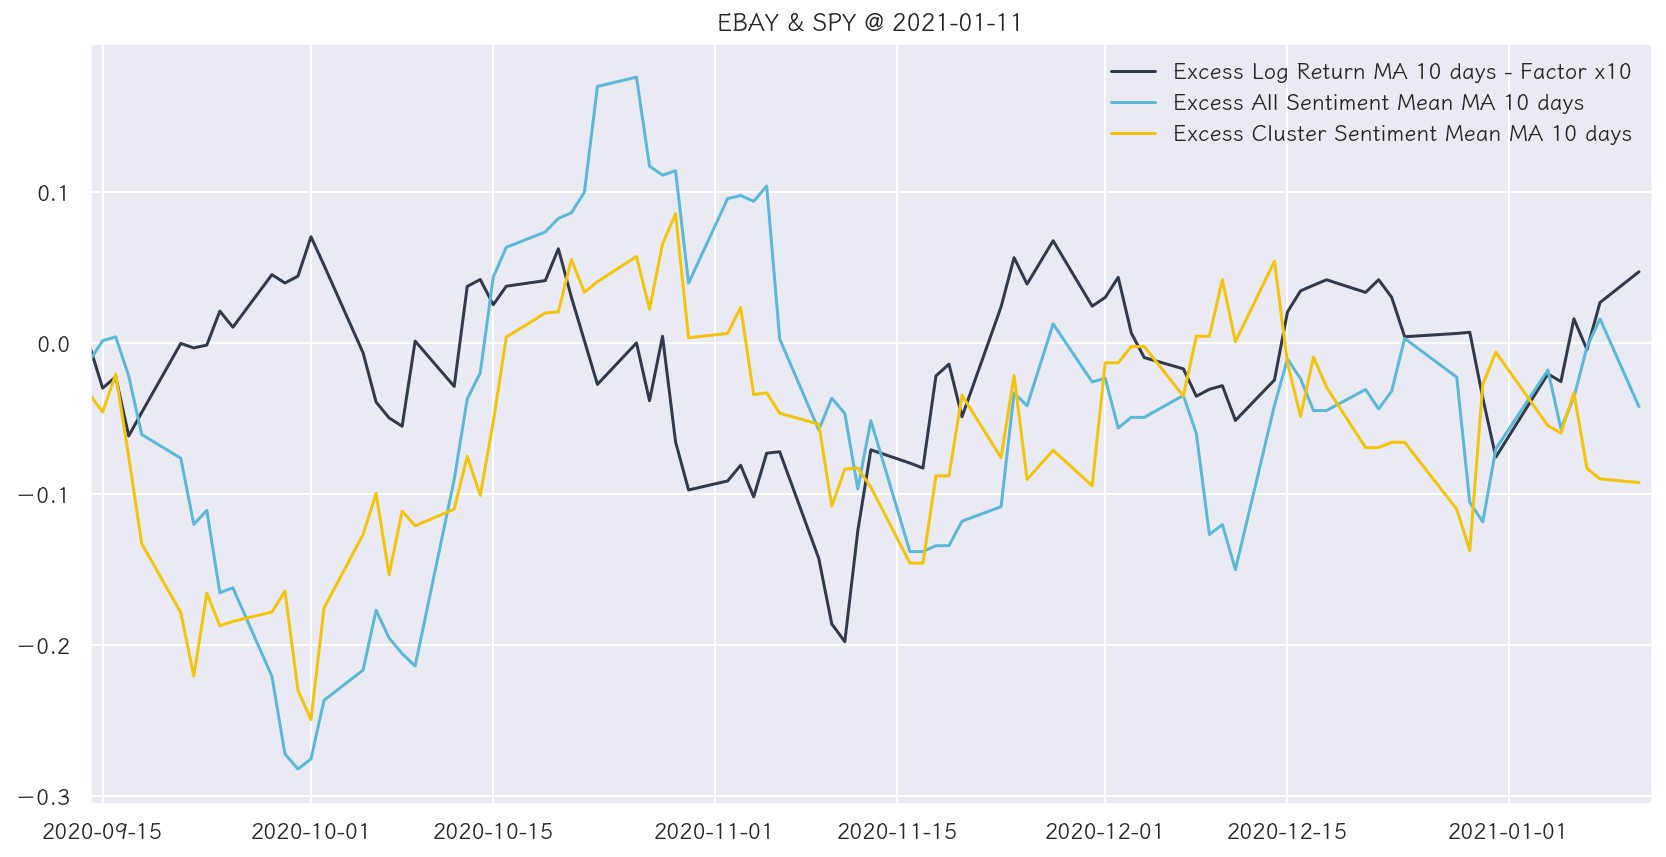 EBAY & SPY @ 2021-01-11
Excess Log Return MA 10 days - Factor x10
Excess All Sentiment Mean MA 10 days
Excess Cluster Sentiment Mean MA 10 days
0.1
0.0
−0.1
−0.2
−0.3
2020-09-15 2020-10-01 2020-10-15 2020-11-01 2020-11-15 2020-12-01 2020-12-15 2021-01-01